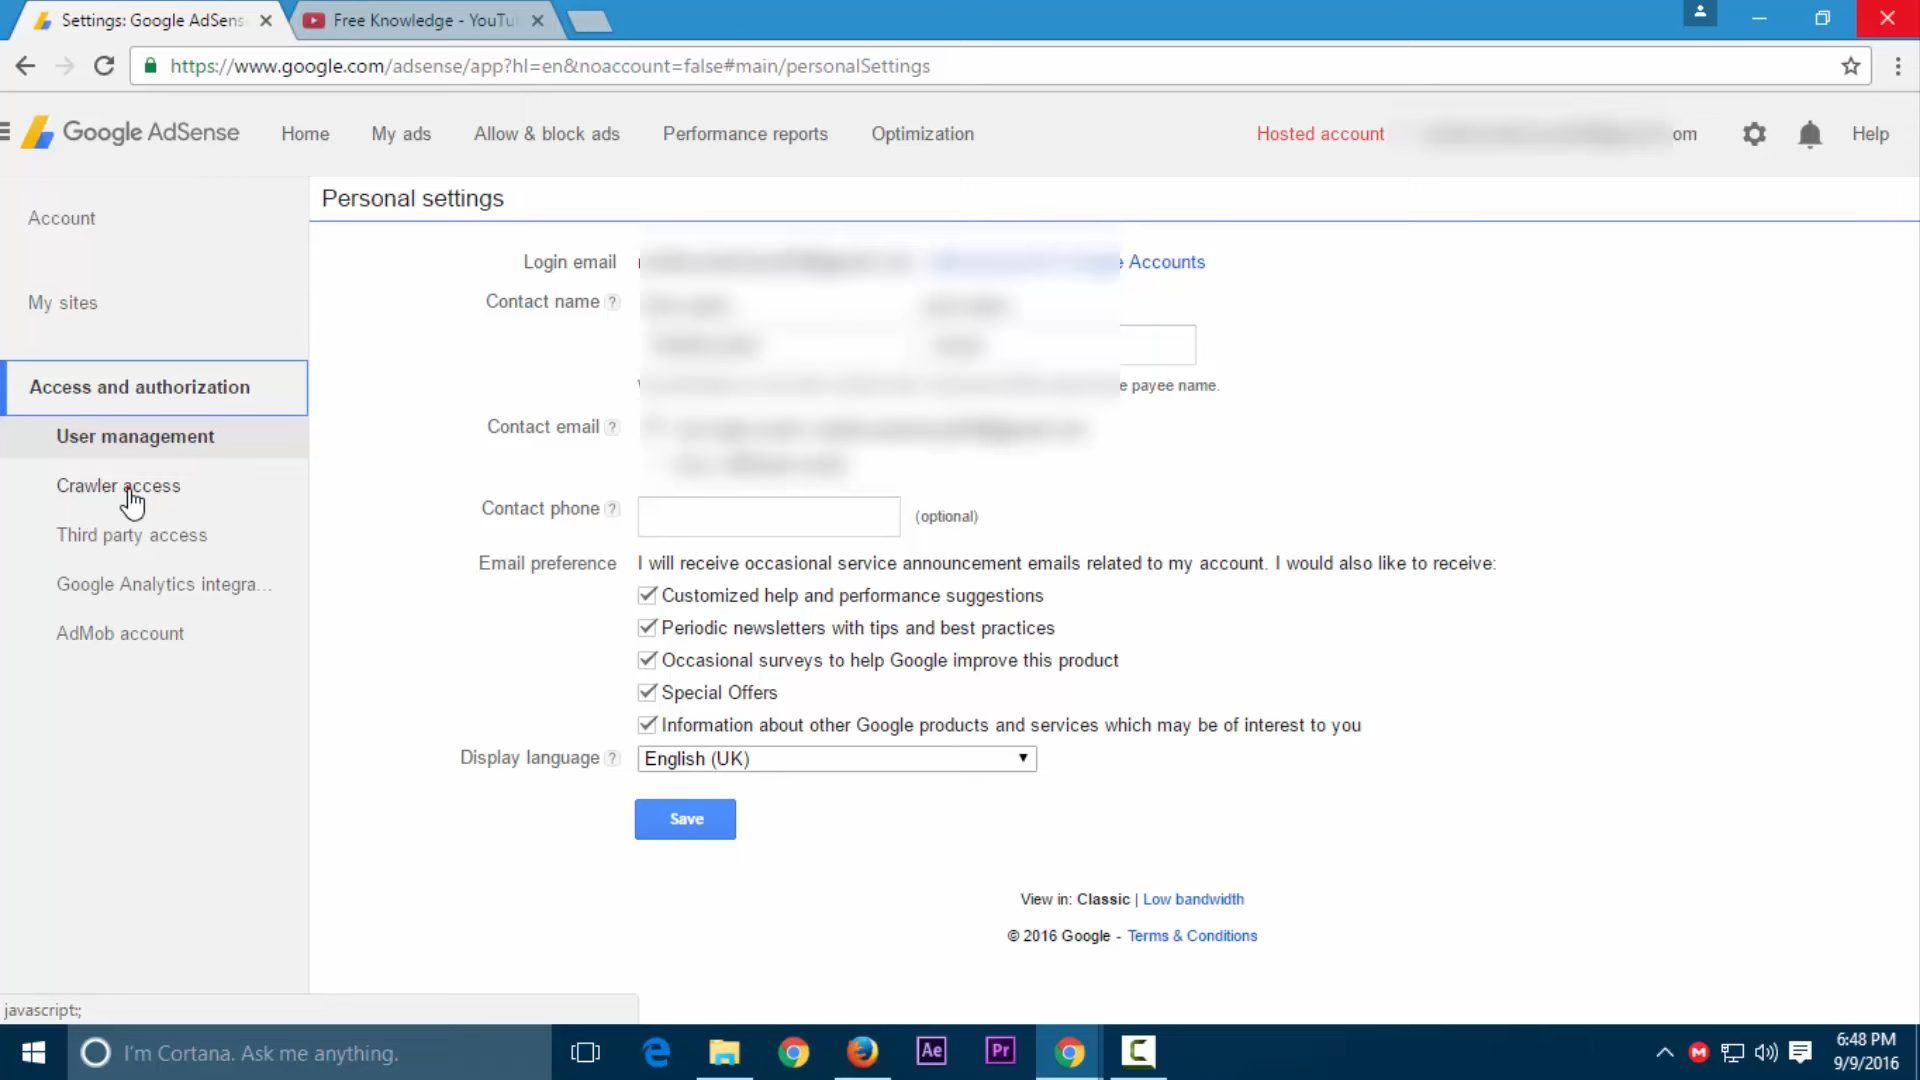 Settings: Google AdSens
Free Knowledge - YouTu
https://www.google.com/adsense/app?hl=en&noaccount=false#main/personalSettings
Google AdSense
Home
My ads
Allow & block ads
Performance reports
Optimization
Hosted account
om
Help
Account
My sites
Access and authorization
User management
Crawler access
Third party access
Google Analytics integra...
AdMob account
Personal settings
Login email
Accounts
Contact name ?
e payee name.
Contact email ?
Contact phone ?
(optional)
Email preference
I will receive occasional service announcement emails related to my account. I would also like to receive:
Customized help and performance suggestions
Periodic newsletters with tips and best practices
Occasional surveys to help Google improve this product
Special Offers
Information about other Google products and services which may be of interest to you
Display language ?
English (UK)
Save
View in: Classic | Low bandwidth
© 2016 Google - Terms & Conditions
javascript:;
I'm Cortana. Ask me anything.
Ae
Pr
6:48 PM
9/9/2016